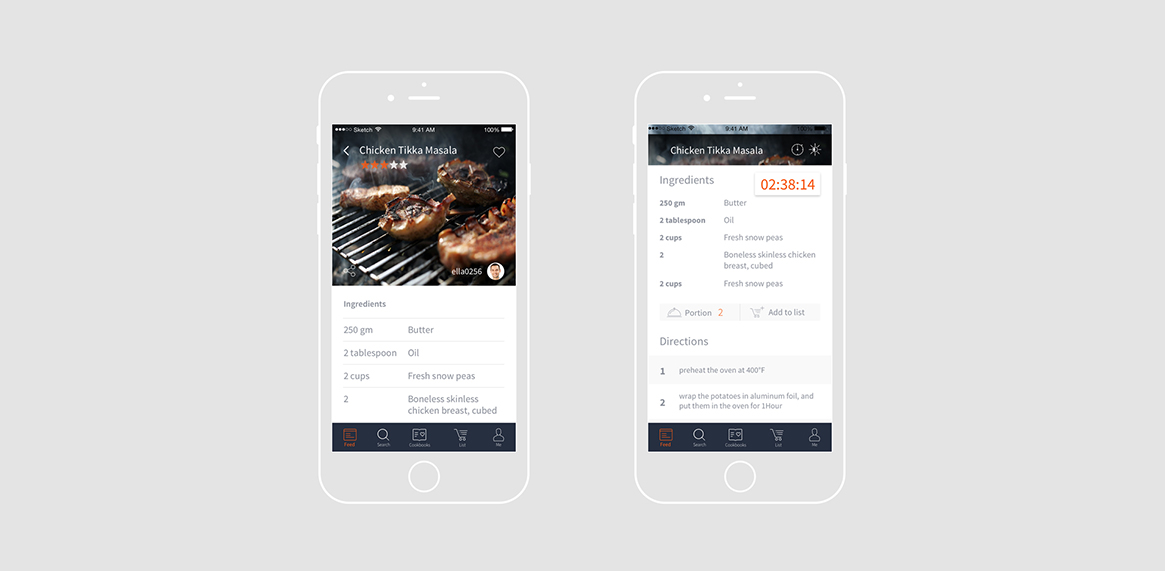 ●●●○○ Sketch 9:41 AM 100%
Chicken Tikka Masala
ella0256
Ingredients
250 gm Butter
2 tablespoon Oil
2 cups Fresh snow peas
2 Boneless skinless
chicken breast, cubed
Feed Search Cookbooks List Me
●●●○○ Sketch 9:41 AM 100%
Chicken Tikka Masala
Ingredients
02:38:14
250 gm Butter
2 tablespoon Oil
2 cups Fresh snow peas
2 Boneless skinless chicken
breast, cubed
2 cups Fresh snow peas
Portion 2 Add to list
Directions
1 preheat the oven at 400°F
2 wrap the potatoes in aluminum foil, and
put them in the oven for 1Hour
Feed Search Cookbooks List Me